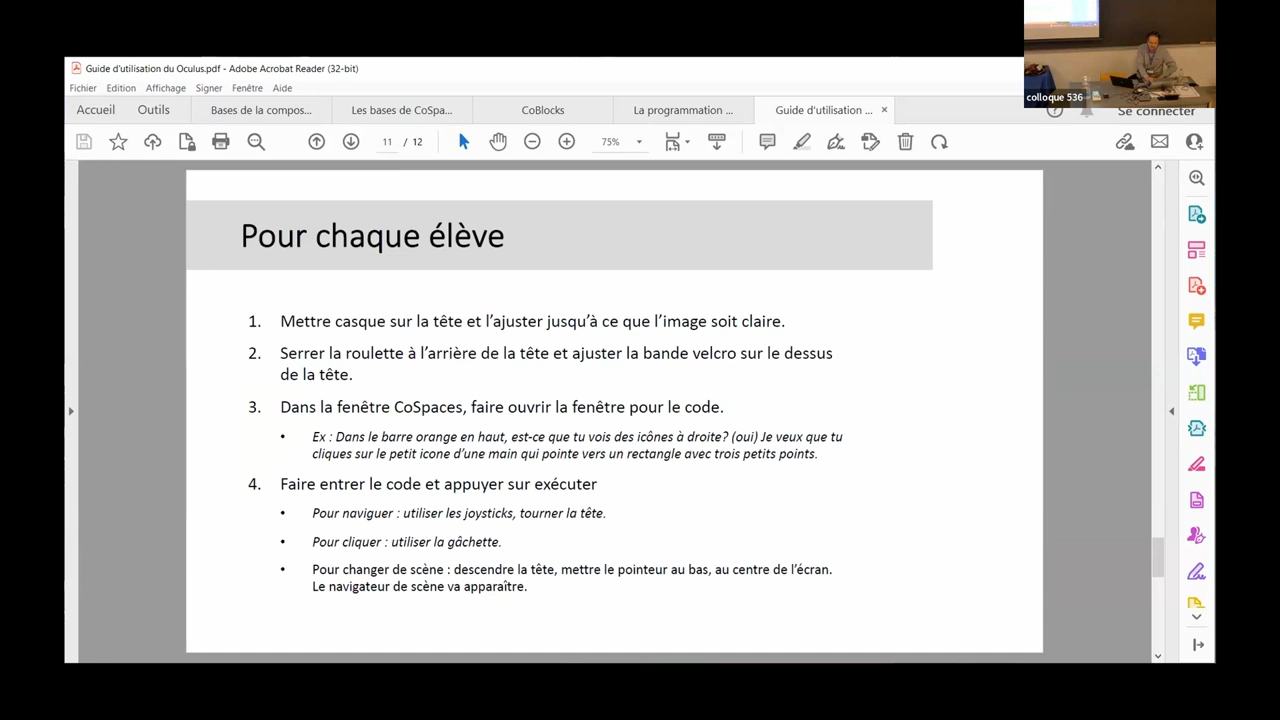 Guide d'utilisation du Oculus.pdf - Adobe Acrobat Reader (32-bit)
Fichier Edition Affichage Signer Fenêtre Aide
colloque 536
Accueil Outils Bases de la compos... Les bases de CoSpa... CoBlocks La programmation ... Guide d'utilisation ... × Se connecter
11 / 12 75%
Pour chaque élève
1. Mettre casque sur la tête et l'ajuster jusqu'à ce que l'image soit claire.
2. Serrer la roulette à l'arrière de la tête et ajuster la bande velcro sur le dessus
de la tête.
3. Dans la fenêtre CoSpaces, faire ouvrir la fenêtre pour le code.
• Ex : Dans le barre orange en haut, est-ce que tu vois des icônes à droite? (oui) Je veux que tu
cliques sur le petit icone d'une main qui pointe vers un rectangle avec trois petits points.
4. Faire entrer le code et appuyer sur exécuter
• Pour naviguer : utiliser les joysticks, tourner la tête.
• Pour cliquer : utiliser la gâchette.
• Pour changer de scène : descendre la tête, mettre le pointeur au bas, au centre de l'écran.
Le navigateur de scène va apparaître.